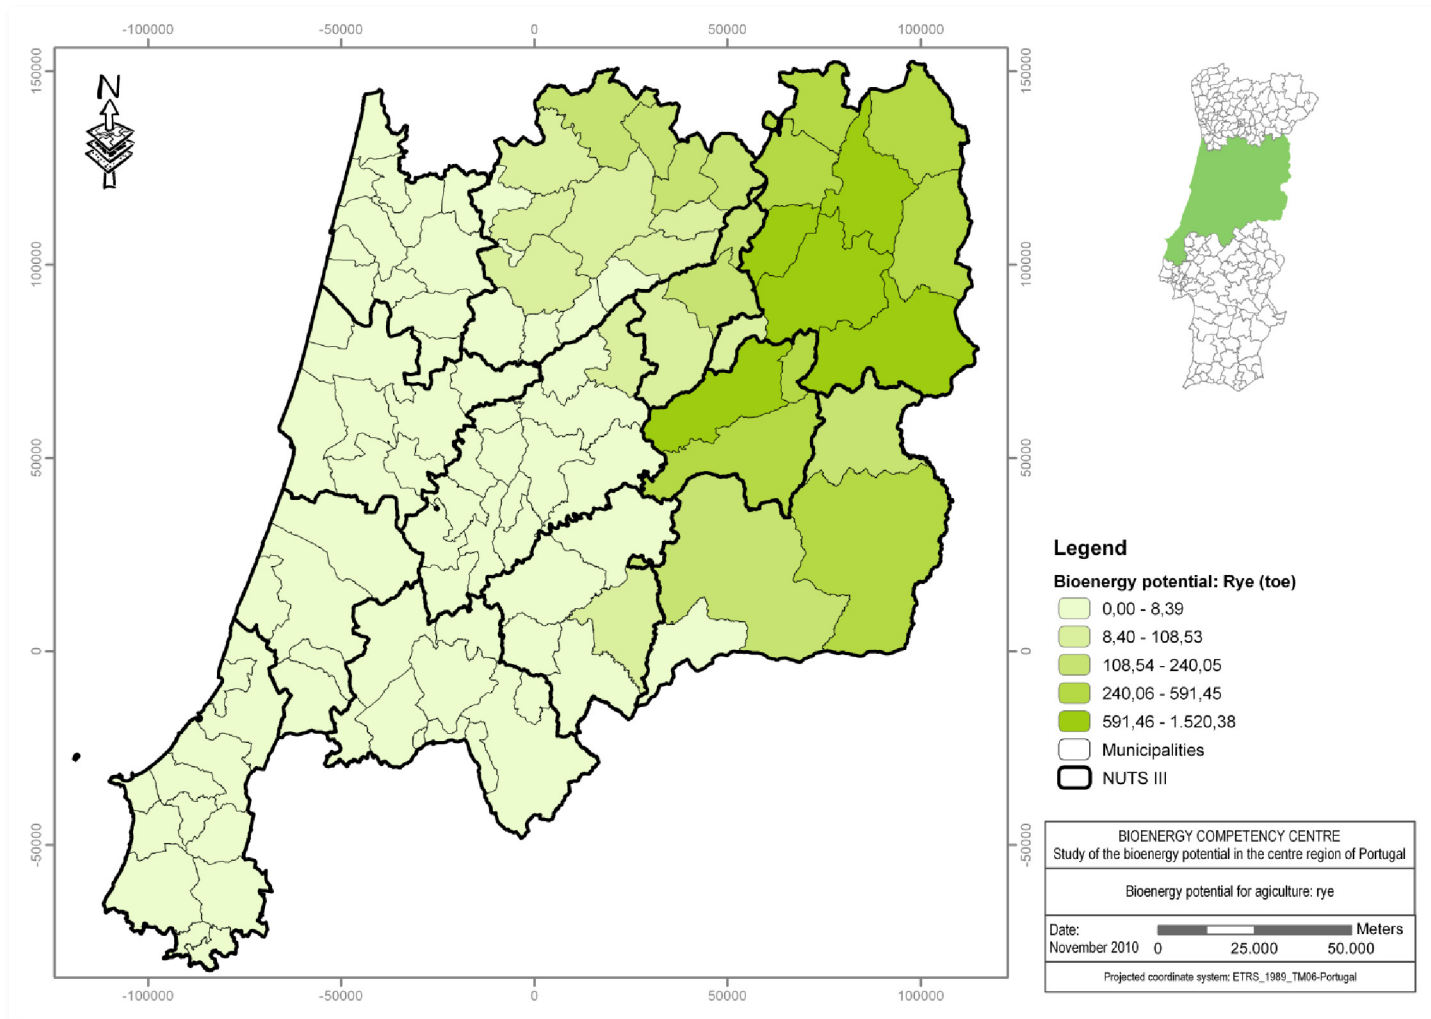 -100000 -50000 0 50000 100000
150000 150000
N
100000 100000
50000 50000
0 0
-50000 -50000
-100000 -50000 0 50000 100000
Legend
Bioenergy potential: Rye (toe)
0,00 - 8,39
8,40 - 108,53
108,54 - 240,05
240,06 - 591,45
591,46 - 1.520,38
Municipalities
NUTS III
BIOENERGY COMPETENCY CENTRE
Study of the bioenergy potential in the centre region of Portugal
Bioenergy potential for agiculture: rye
Date:
November 2010
Meters
0 25.000 50.000
Projected coordinate system: ETRS_1989_TM06-Portugal